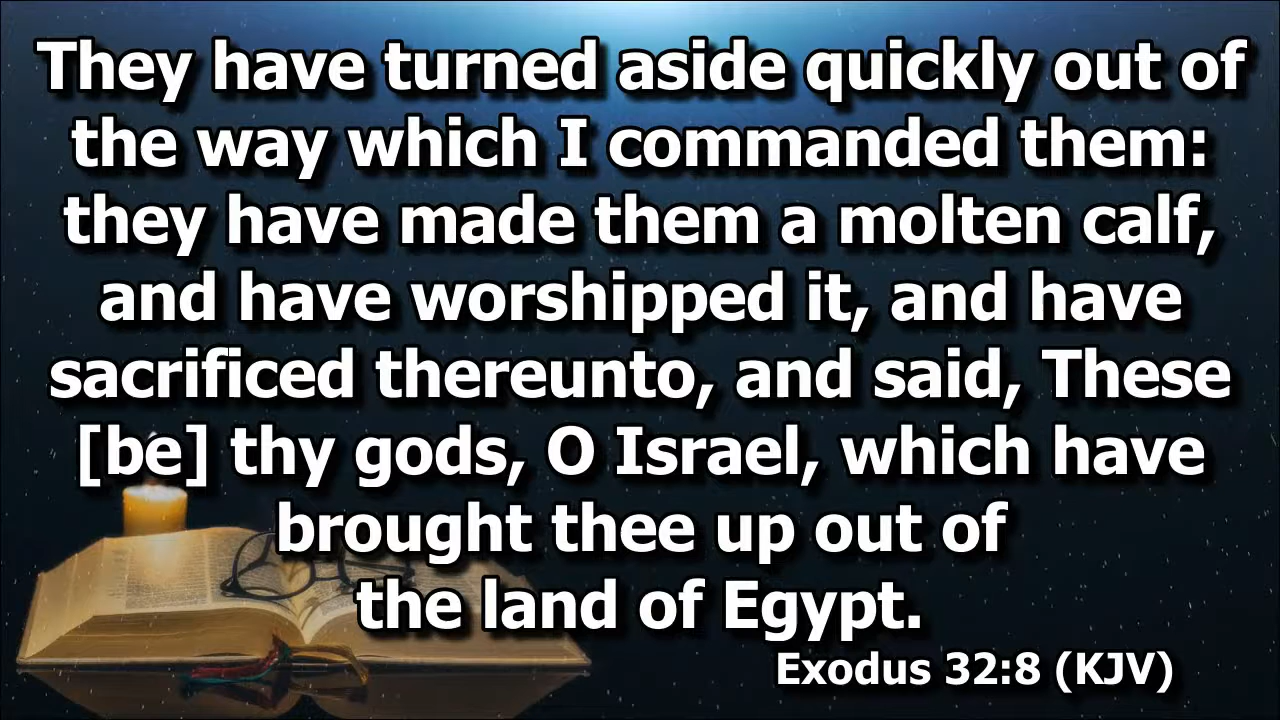 They have turned aside quickly out of
the way which I commanded them:
they have made them a molten calf,
and have worshipped it, and have
sacrificed thereunto, and said, These
[be] thy gods, O Israel, which have
brought thee up out of
the land of Egypt.
Exodus 32:8 (KJV)